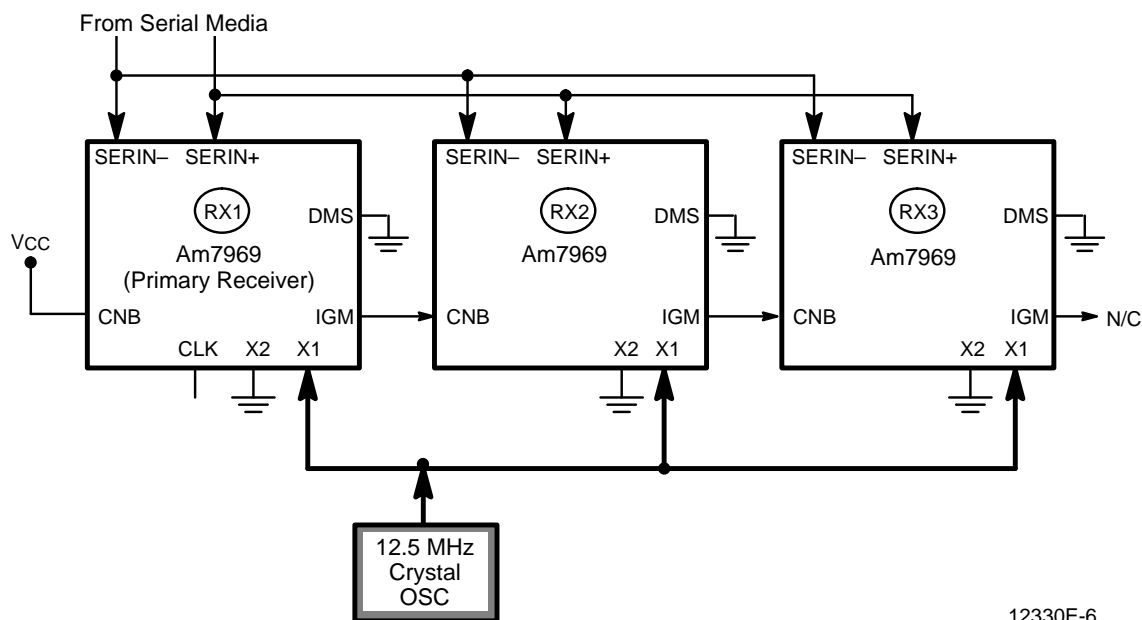 From Serial Media
SERIN– SERIN+
RX1
DMS
Am7969
(Primary Receiver)
VCC
CNB
IGM
CLK X2 X1
SERIN– SERIN+
RX2
DMS
Am7969
CNB
IGM
X2 X1
SERIN– SERIN+
RX3
DMS
Am7969
CNB
IGM
N/C
X2 X1
12.5 MHz
Crystal
OSC
12330E-6